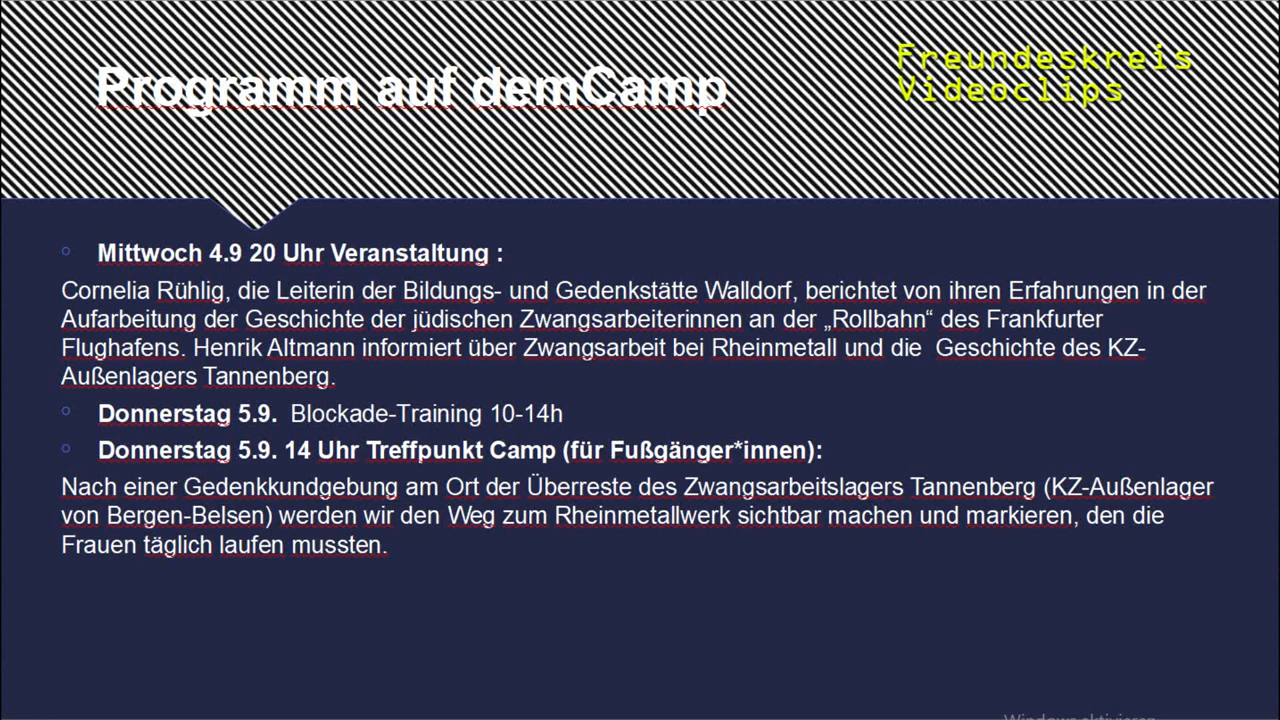 Programm auf demCamp
Freundeskreis
Videoclips
Mittwoch 4.9 20 Uhr Veranstaltung :
Cornelia Rühlig, die Leiterin der Bildungs- und Gedenkstätte Walldorf, berichtet von ihren Erfahrungen in der
Aufarbeitung der Geschichte der jüdischen Zwangsarbeiterinnen an der „Rollbahn“ des Frankfurter
Flughafens. Henrik Altmann informiert über Zwangsarbeit bei Rheinmetall und die Geschichte des KZ-
Außenlagers Tannenberg.
Donnerstag 5.9. Blockade-Training 10-14h
Donnerstag 5.9. 14 Uhr Treffpunkt Camp (für Fußgänger*innen):
Nach einer Gedenkkundgebung am Ort der Überreste des Zwangsarbeitslagers Tannenberg (KZ-Außenlager
von Bergen-Belsen) werden wir den Weg zum Rheinmetallwerk sichtbar machen und markieren, den die
Frauen täglich laufen mussten.
Windows aktivieren